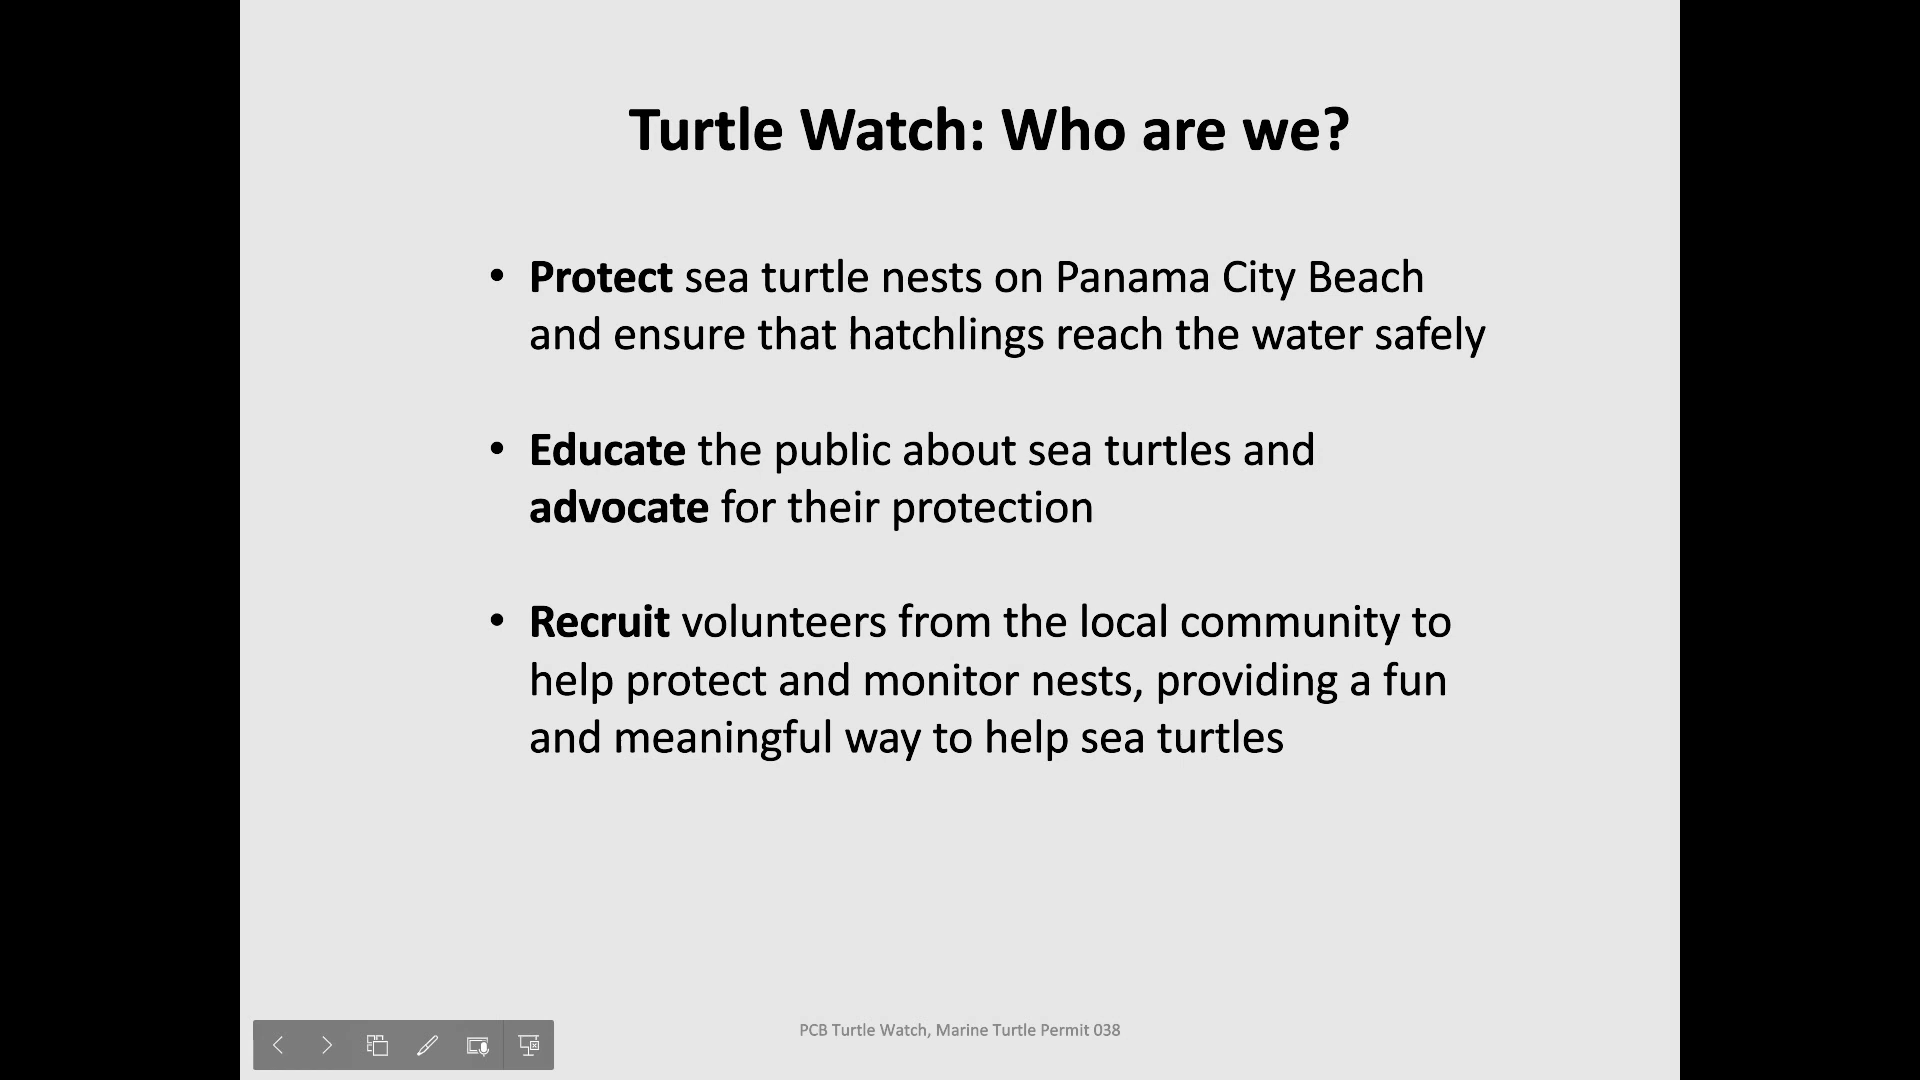 Turtle Watch: Who are we?
• Protect sea turtle nests on Panama City Beach
and ensure that hatchlings reach the water safely
• Educate the public about sea turtles and
advocate for their protection
• Recruit volunteers from the local community to
help protect and monitor nests, providing a fun
and meaningful way to help sea turtles
PCB Turtle Watch, Marine Turtle Permit 038